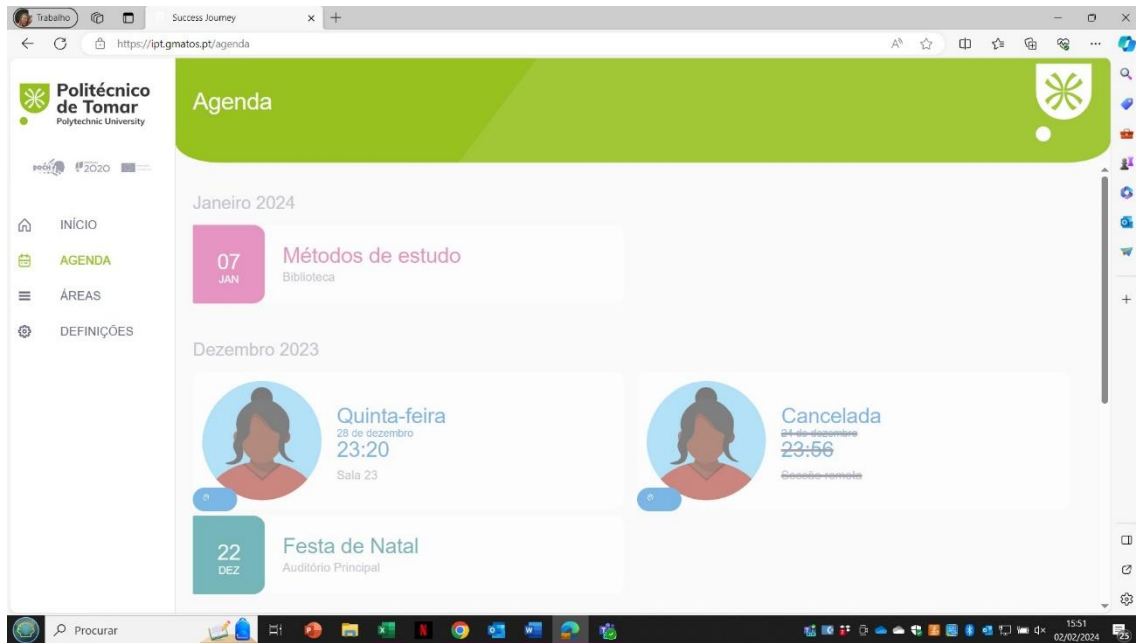 Trabalho
Success Journey
https://ipt.gmatos.pt/agenda
Politécnico
de Tomar
Polytechnic University
POCH
2020
INÍCIO
AGENDA
ÁREAS
DEFINIÇÕES
Agenda
Janeiro 2024
07
JAN
Métodos de estudo
Biblioteca
Dezembro 2023
Quinta-feira
28 de dezembro
23:20
Sala 23
Cancelada
21 de dezembro
23:56
Sessão remota
22
DEZ
Festa de Natal
Auditório Principal
Procurar
15:51
02/02/2024